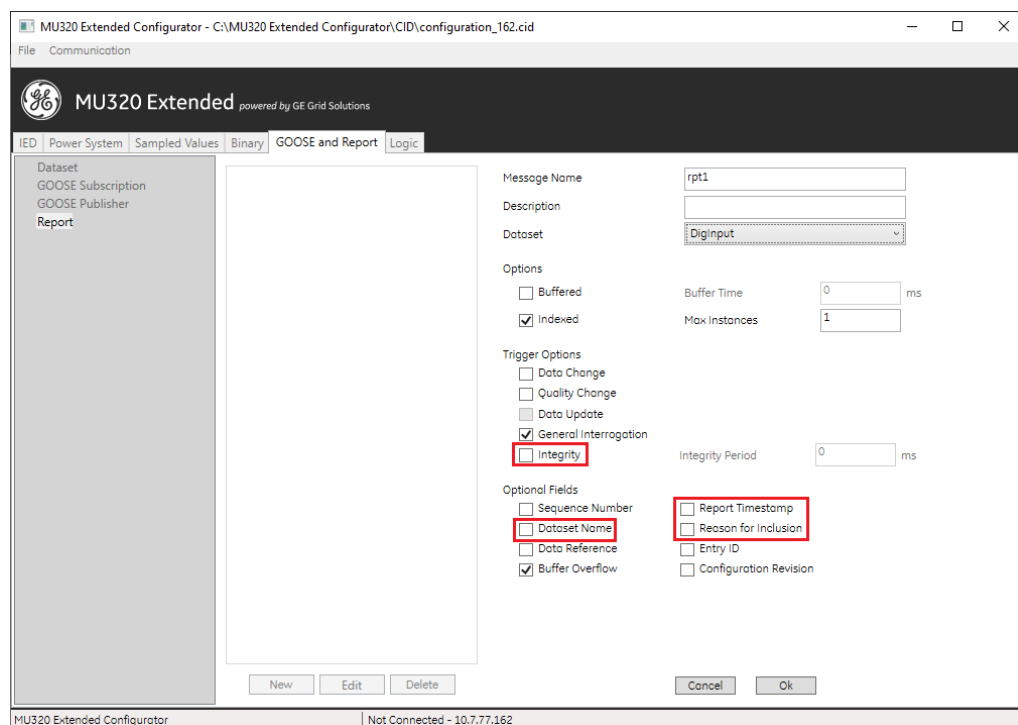 MU320 Extended Configurator - C:\MU320 Extended Configurator\CID\configuration_162.cid
File Communication
MU320 Extended powered by GE Grid Solutions
IED Power System Sampled Values Binary GOOSE and Report Logic
Dataset
GOOSE Subscription
GOOSE Publisher
Report
Message Name rpt1
Description
Dataset DigInput
Options
Buffered Buffer Time 0 ms
Indexed Max Instances 1
Trigger Options
Data Change
Quality Change
Data Update
General Interrogation
Integrity Integrity Period 0 ms
Optional Fields
Sequence Number Report Timestamp
Dataset Name Reason for Inclusion
Data Reference Entry ID
Buffer Overflow Configuration Revision
New Edit Delete Cancel Ok
MU320 Extended Configurator Not Connected - 10.7.77.162